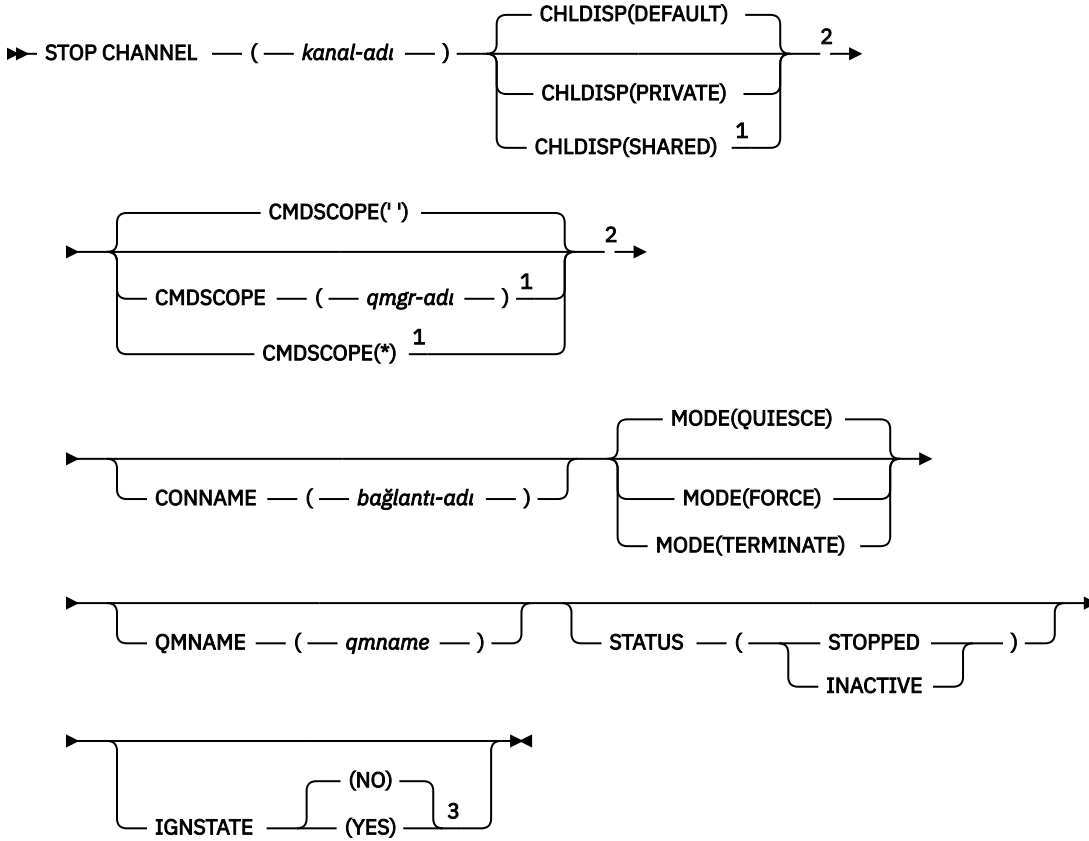 CHLDISP(DEFAULT)
STOP CHANNEL ( kanal-adı ) 2
CHLDISP(PRIVATE)
CHLDISP(SHARED) 1
CMDSCOPE(' ')
2
CMDSCOPE ( qmgr-adı ) 1
CMDSCOPE(*) 1
MODE(QUIESCE)
CONNAME ( bağlantı-adı ) MODE(FORCE)
MODE(TERMINATE)
QMNAME ( qmname ) STATUS ( STOPPED )
INACTIVE
(NO)
IGNSTATE (YES) 3